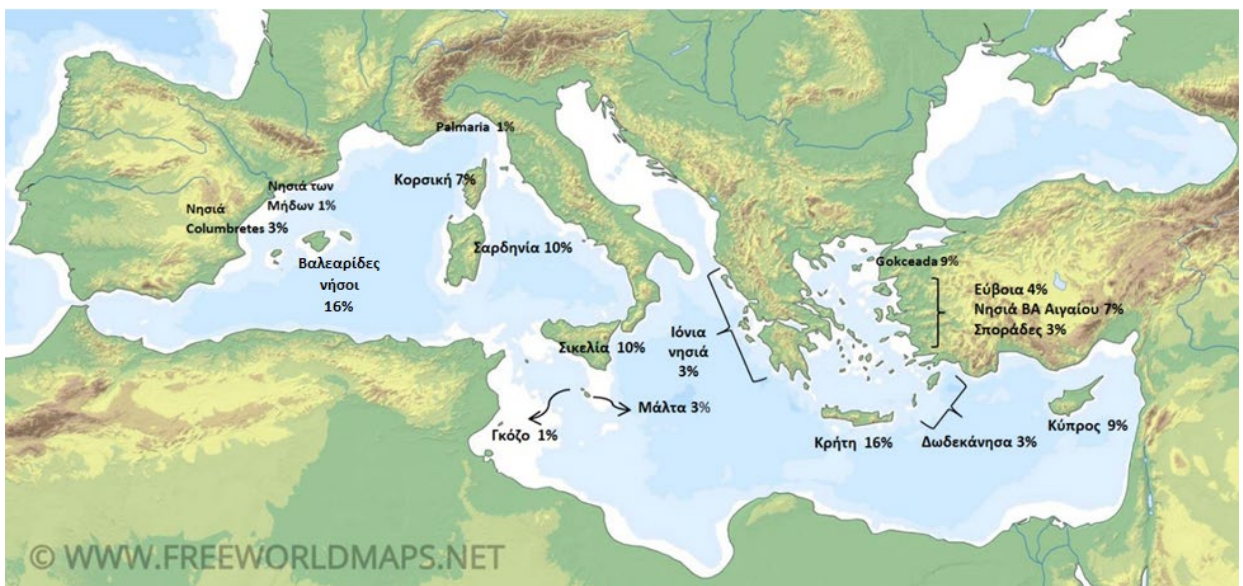 Palmaria 1%
Κορσική 7%
Νησιά των
Μήδων 1%
Νησιά
Columbretes 3%
Σαρδηνία 10%
Βαλεαρίδες
νήσοι
16%
Gokceada 9%
Εύβοια 4%
Νησιά ΒΑ Αιγαίου 7%
Σποράδες 3%
Ιόνια
νησιά
3%
Σικελία 10%
Μάλτα 3%
Γκόζο 1%
Κρήτη 16%
Δωδεκάνησα 3%
Κύπρος 9%
© WWW.FREEWORLDMAPS.NET